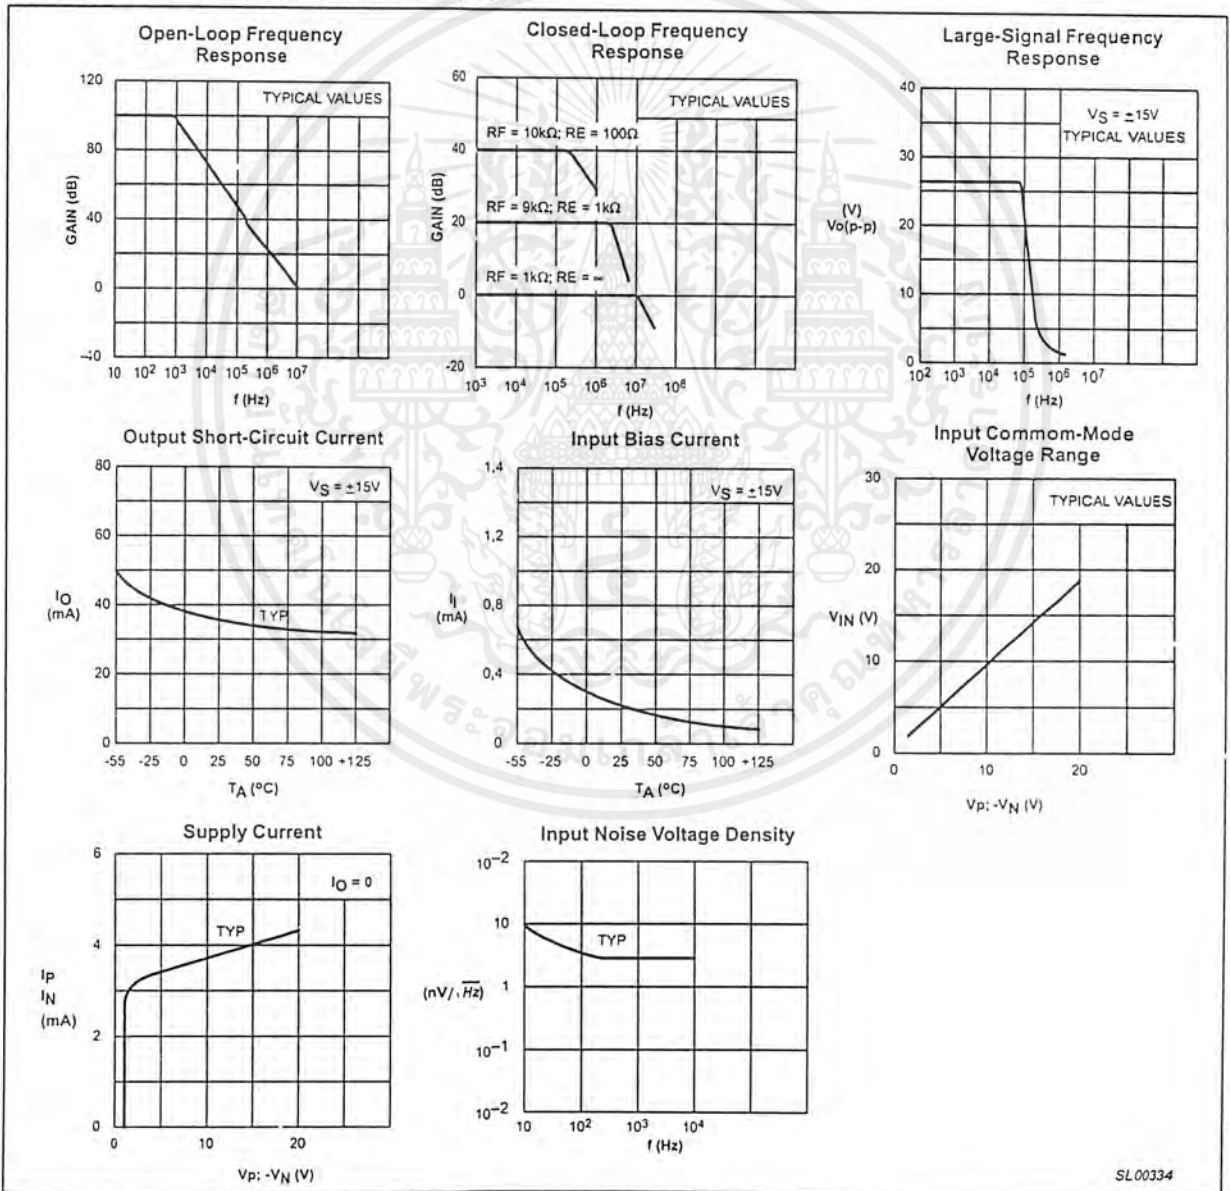 Open-Loop Frequency
Response
GAIN (dB)
120
80
40
0
–40
TYPICAL VALUES
10 10² 10³ 10⁴ 10⁵ 10⁶ 10⁷
f (Hz)
Closed-Loop Frequency
Response
GAIN (dB)
60
40
20
0
-20
TYPICAL VALUES
RF = 10kΩ; RE = 100Ω
RF = 9kΩ; RE = 1kΩ
RF = 1kΩ; RE = ∞
10³ 10⁴ 10⁵ 10⁶ 10⁷ 10⁸
f (Hz)
Large-Signal Frequency
Response
40
30
20
10
0
(V)
Vo(p-p)
VS = ±15V
TYPICAL VALUES
10² 10³ 10⁴ 10⁵ 10⁶ 10⁷
f (Hz)
Output Short-Circuit Current
80
60
40
20
0
IO
(mA)
VS = ±15V
TYP
-55 -25 0 25 50 75 100 +125
TA (°C)
Input Bias Current
1,4
1,2
0,8
0,4
0
II
(mA)
VS = ±15V
-55 -25 0 25 50 75 100 +125
TA (°C)
Input Commom-Mode
Voltage Range
30
20
10
0
VIN (V)
TYPICAL VALUES
0 10 20
Vp; -VN (V)
Supply Current
6
4
2
0
IP
IN
(mA)
IO = 0
TYP
0 10 20
Vp; -VN (V)
Input Noise Voltage Density
10⁻²
10
1
10⁻¹
10⁻²
(nV/√Hz)
TYP
10 10² 10³ 10⁴
f (Hz)
SL00334